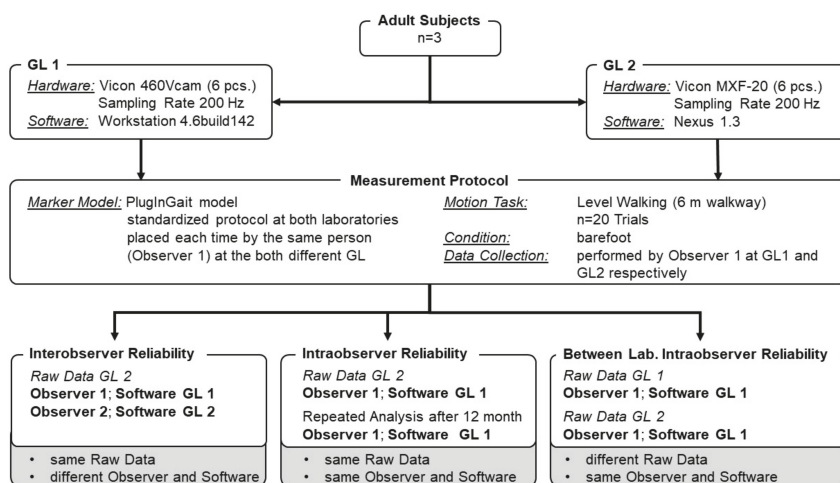 Adult Subjects
n=3
GL 1
Hardware: Vicon 460Vcam (6 pcs.)
Sampling Rate 200 Hz
Software: Workstation 4.6build142
GL 2
Hardware: Vicon MXF-20 (6 pcs.)
Sampling Rate 200 Hz
Software: Nexus 1.3
Measurement Protocol
Marker Model: PlugInGait model
standardized protocol at both laboratories
placed each time by the same person
(Observer 1) at the both different GL
Motion Task: Level Walking (6 m walkway)
n=20 Trials
Condition: barefoot
Data Collection: performed by Observer 1 at GL1 and
GL2 respectively
Interobserver Reliability
Raw Data GL 2
Observer 1; Software GL 1
Observer 2; Software GL 2
• same Raw Data
• different Observer and Software
Intraobserver Reliability
Raw Data GL 2
Observer 1; Software GL 1
Repeated Analysis after 12 month
Observer 1; Software GL 1
• same Raw Data
• same Observer and Software
Between Lab. Intraobserver Reliability
Raw Data GL 1
Observer 1; Software GL 1
Raw Data GL 2
Observer 1; Software GL 1
• different Raw Data
• same Observer and Software